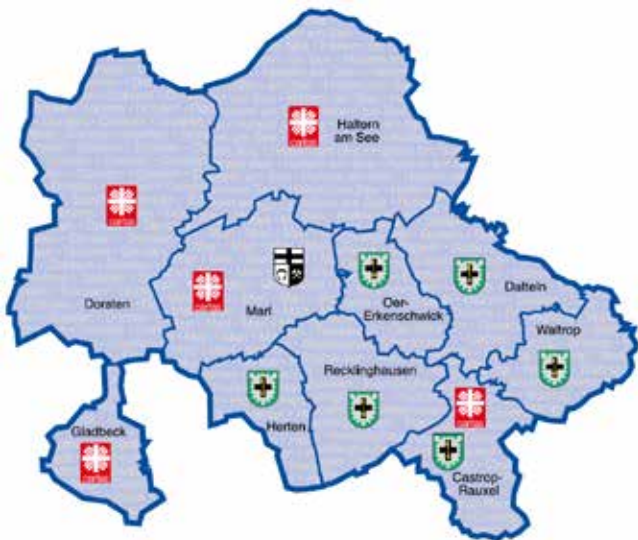 Haltern
am See
Dorsten
Marl
Oer-
Erkenschwick
Datteln
Waltrop
Recklinghausen
Herten
Gladbeck
Castrop-
Rauxel